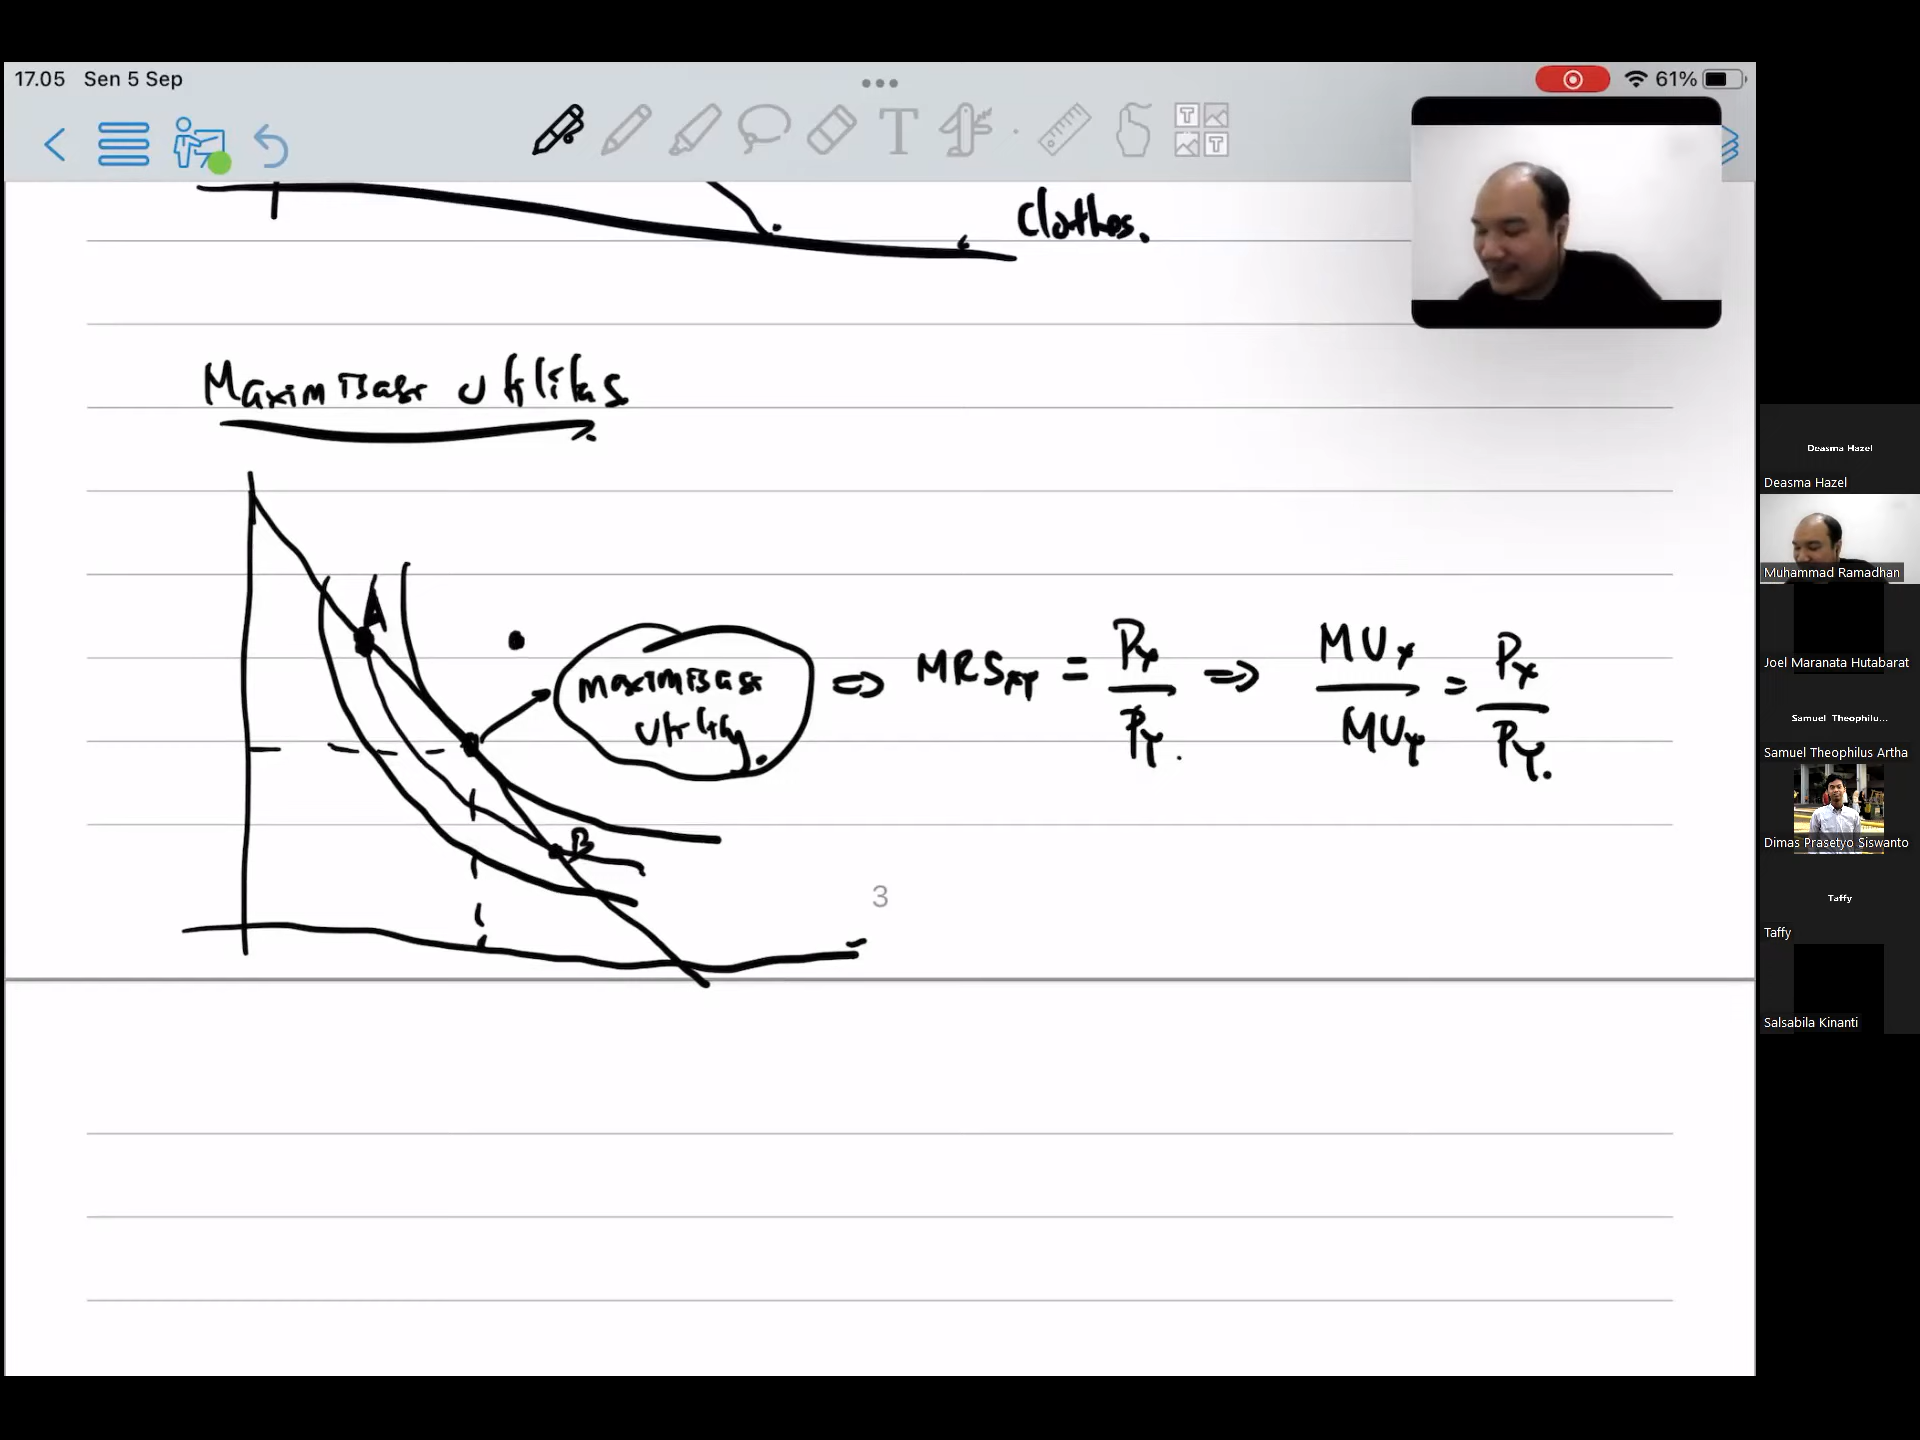 17.05 Sen 5 Sep
61%
Clothes.
Maximisasi utilitas
A
Maximisasi
Utility.
⇒ MRSxy = Px / Py. ⇒ MUx / MUy = Px / Py.
B
3
Deasma Hazel
Deasma Hazel
Muhammad Ramadhan
Joel Maranata Hutabarat
Samuel Theophilu...
Samuel Theophilus Artha
Dimas Prasetyo Siswanto
Taffy
Taffy
Salsabila Kinanti